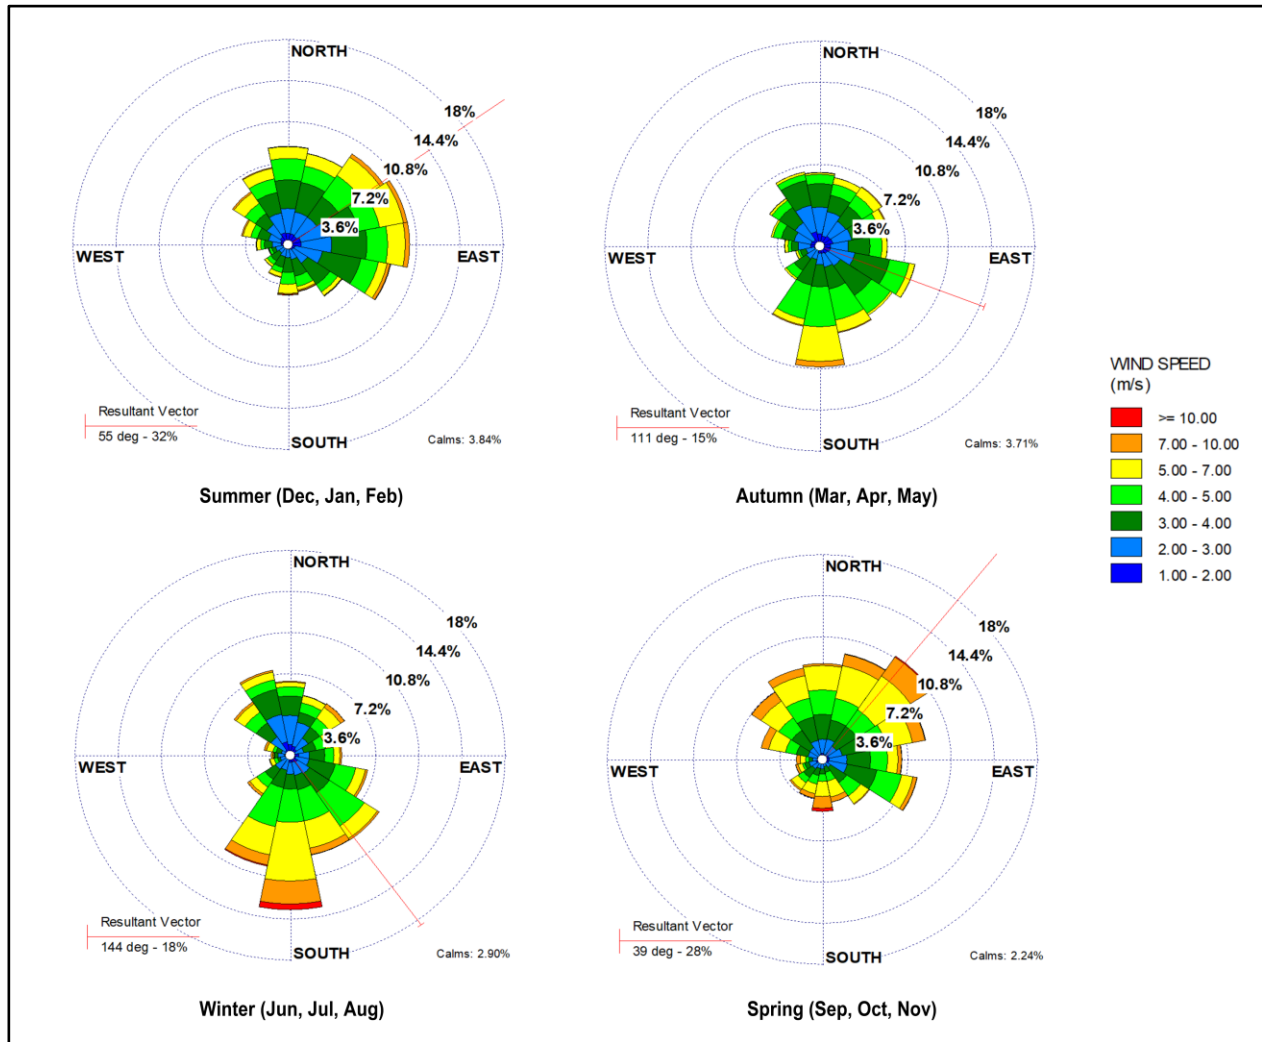 NORTH
18%
14.4%
10.8%
7.2%
3.6%
WEST
EAST
SOUTH
Resultant Vector
55 deg - 32%
Calms: 3.84%
Summer (Dec, Jan, Feb)
NORTH
18%
14.4%
10.8%
7.2%
3.6%
WEST
EAST
SOUTH
Resultant Vector
111 deg - 15%
Calms: 3.71%
Autumn (Mar, Apr, May)
WIND SPEED
(m/s)
>= 10.00
7.00 - 10.00
5.00 - 7.00
4.00 - 5.00
3.00 - 4.00
2.00 - 3.00
1.00 - 2.00
NORTH
18%
14.4%
10.8%
7.2%
3.6%
WEST
EAST
SOUTH
Resultant Vector
144 deg - 18%
Calms: 2.90%
Winter (Jun, Jul, Aug)
NORTH
18%
14.4%
10.8%
7.2%
3.6%
WEST
EAST
SOUTH
Resultant Vector
39 deg - 28%
Calms: 2.24%
Spring (Sep, Oct, Nov)